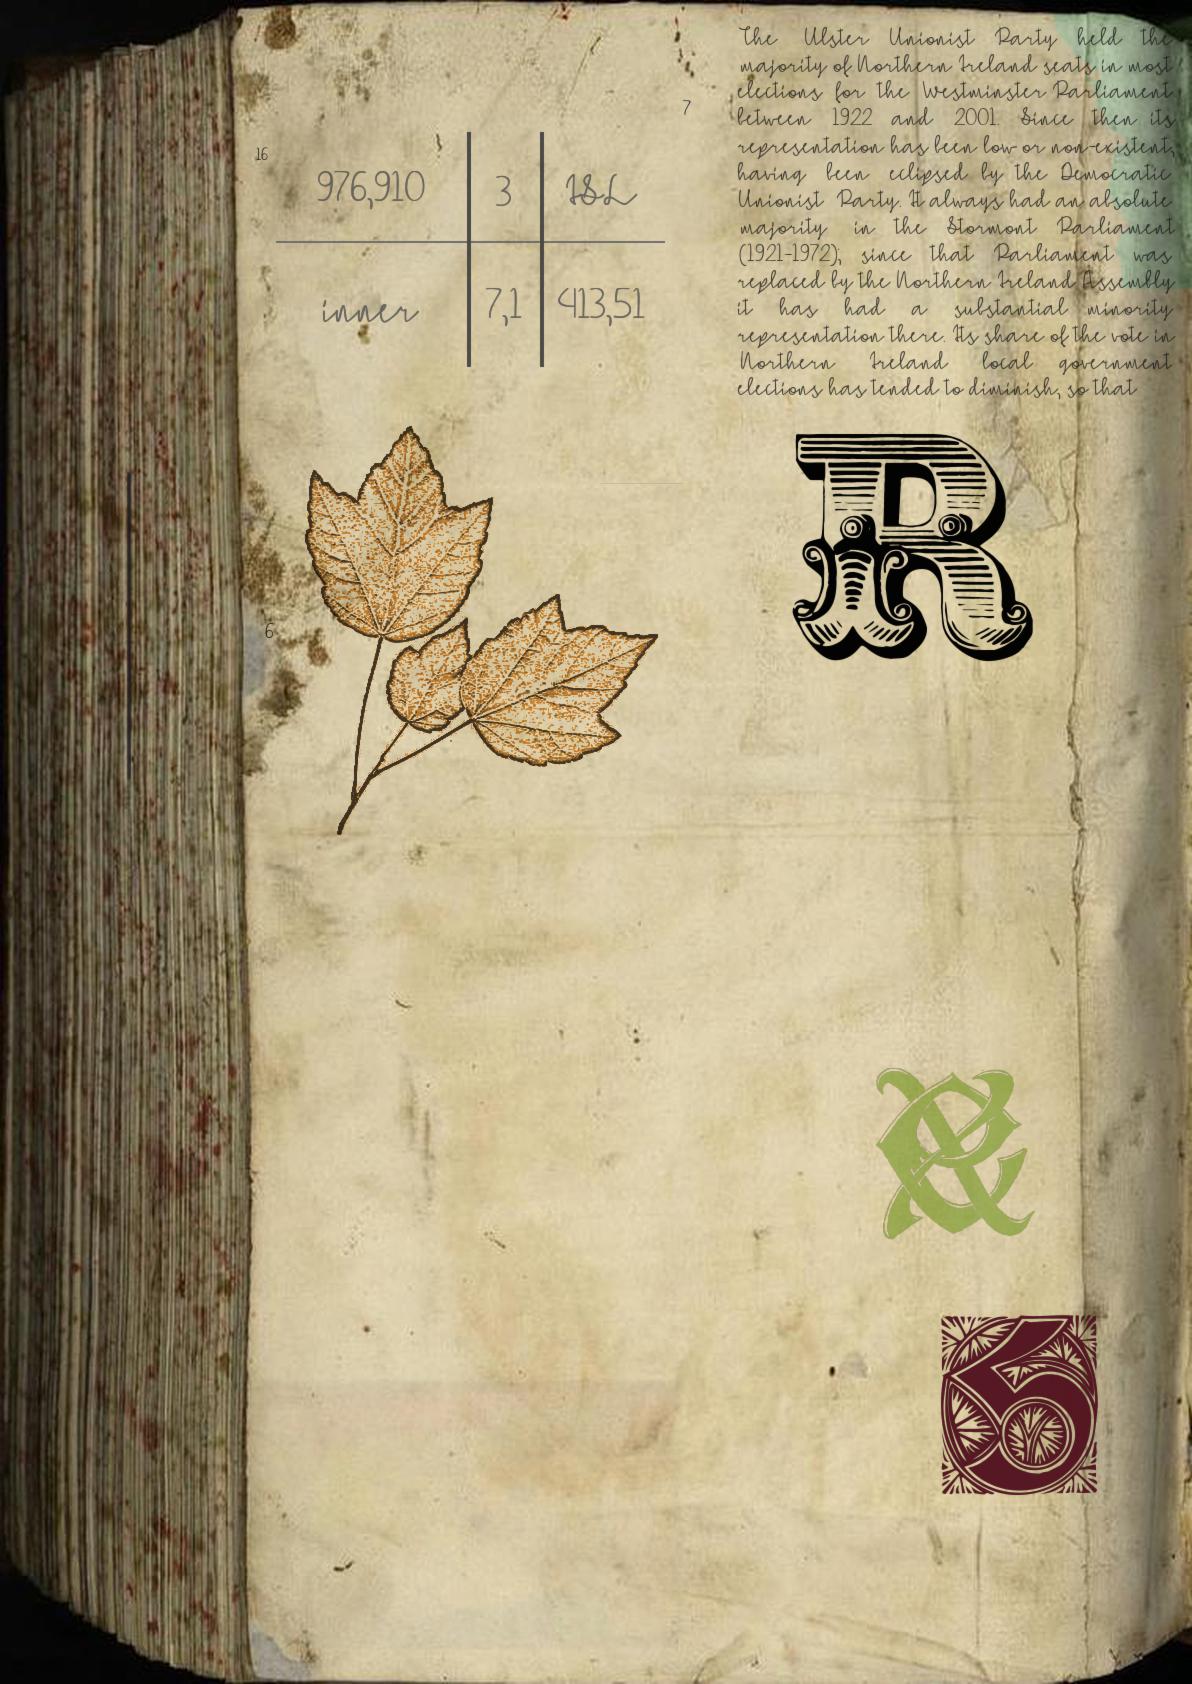 16
976,910 3 1&L
inner 7,1 413,51
7
The Ulster Unionist Party held the
majority of Northern Ireland seats in most
elections for the Westminster Parliament
between 1922 and 2001. Since then its
representation has been low or non-existent,
having been eclipsed by the Democratic
Unionist Party. It always had an absolute
majority in the Stormont Parliament
(1921-1972); since that Parliament was
replaced by the Northern Ireland Assembly
it has had a substantial minority
representation there. Its share of the vote in
Northern Ireland local government
elections has tended to diminish, so that
R
6
&